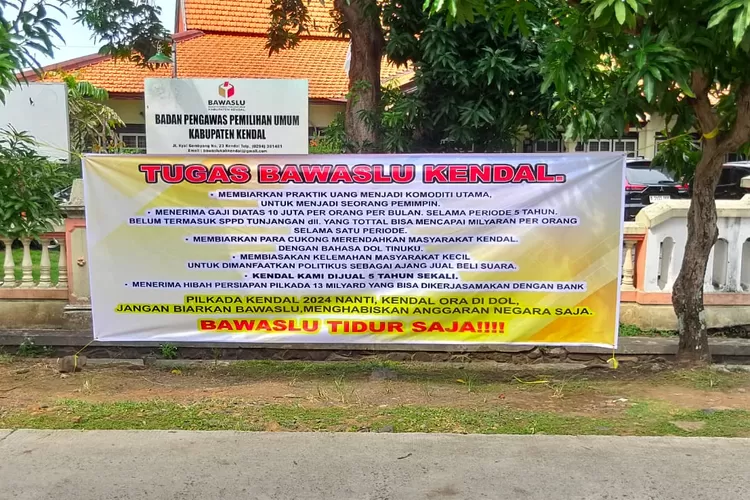 BAWASLU
BADAN PENGAWAS PEMILIHAN UMUM
KABUPATEN KENDAL
TUGAS BAWASLU KENDAL.
• MEMBIARKAN PRAKTIK UANG MENJADI KOMODITI UTAMA,
UNTUK MENJADI SEORANG PEMIMPIN.
• MENERIMA GAJI DIATAS 10 JUTA PER ORANG PER BULAN. SELAMA PERIODE 5 TAHUN.
BELUM TERMASUK SPPD TUNJANGAN dll. YANG TOTTAL BISA MENCAPAI MILYARAN PER ORANG
SELAMA SATU PERIODE.
• MEMBIARKAN PARA CUKONG MERENDAHKAN MASYARAKAT KENDAL.
DENGAN BAHASA DOL TINUKU.
• MEMBIASAKAN KELEMAHAN MASYARAKAT KECIL
UNTUK DIMANFAATKAN POLITIKUS SEBAGAI AJANG JUAL BELI SUARA.
• KENDAL KAMI DIJUAL 5 TAHUN SEKALI.
• MENERIMA HIBAH PERSIAPAN PILKADA 13 MILYARD YANG BISA DIKERJASAMAKAN DENGAN BANK
PILKADA KENDAL 2024 NANTI, KENDAL ORA DI DOL,
JANGAN BIARKAN BAWASLU,MENGHABISKAN ANGGARAN NEGARA SAJA.
BAWASLU TIDUR SAJA!!!!